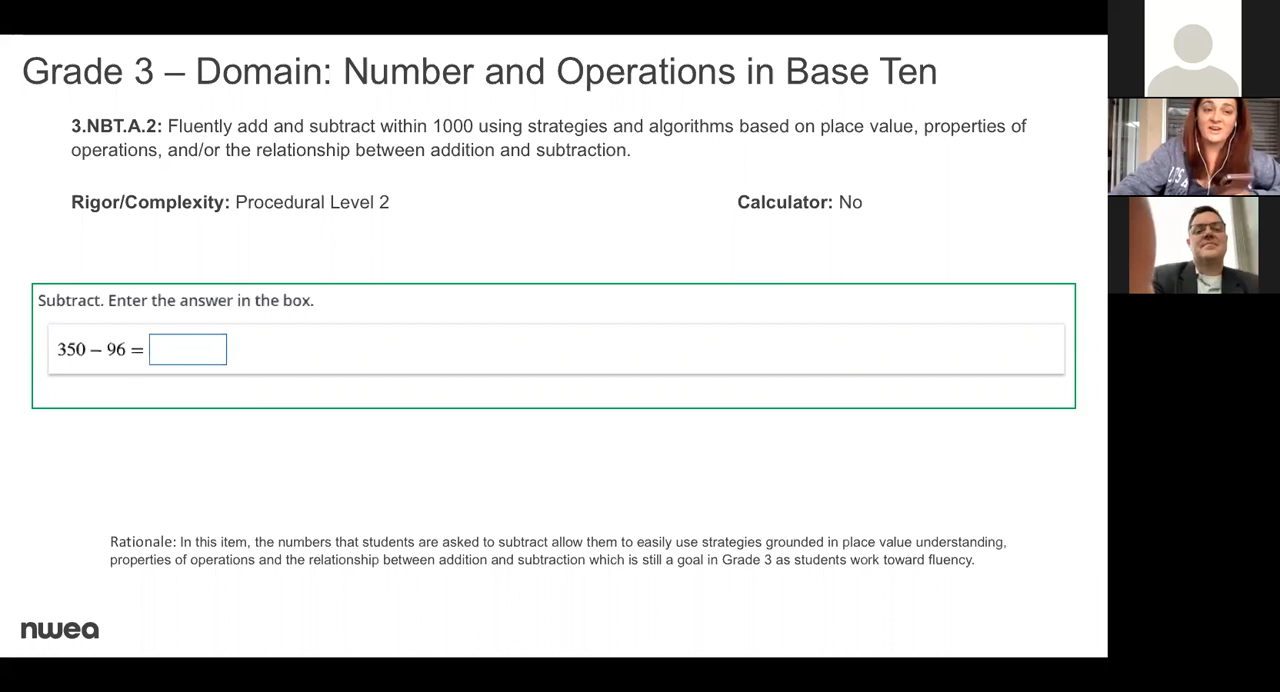 Grade 3 – Domain: Number and Operations in Base Ten
3.NBT.A.2: Fluently add and subtract within 1000 using strategies and algorithms based on place value, properties of
operations, and/or the relationship between addition and subtraction.
Rigor/Complexity: Procedural Level 2
Calculator: No
Subtract. Enter the answer in the box.
350 – 96 =
Rationale: In this item, the numbers that students are asked to subtract allow them to easily use strategies grounded in place value understanding,
properties of operations and the relationship between addition and subtraction which is still a goal in Grade 3 as students work toward fluency.
nwea